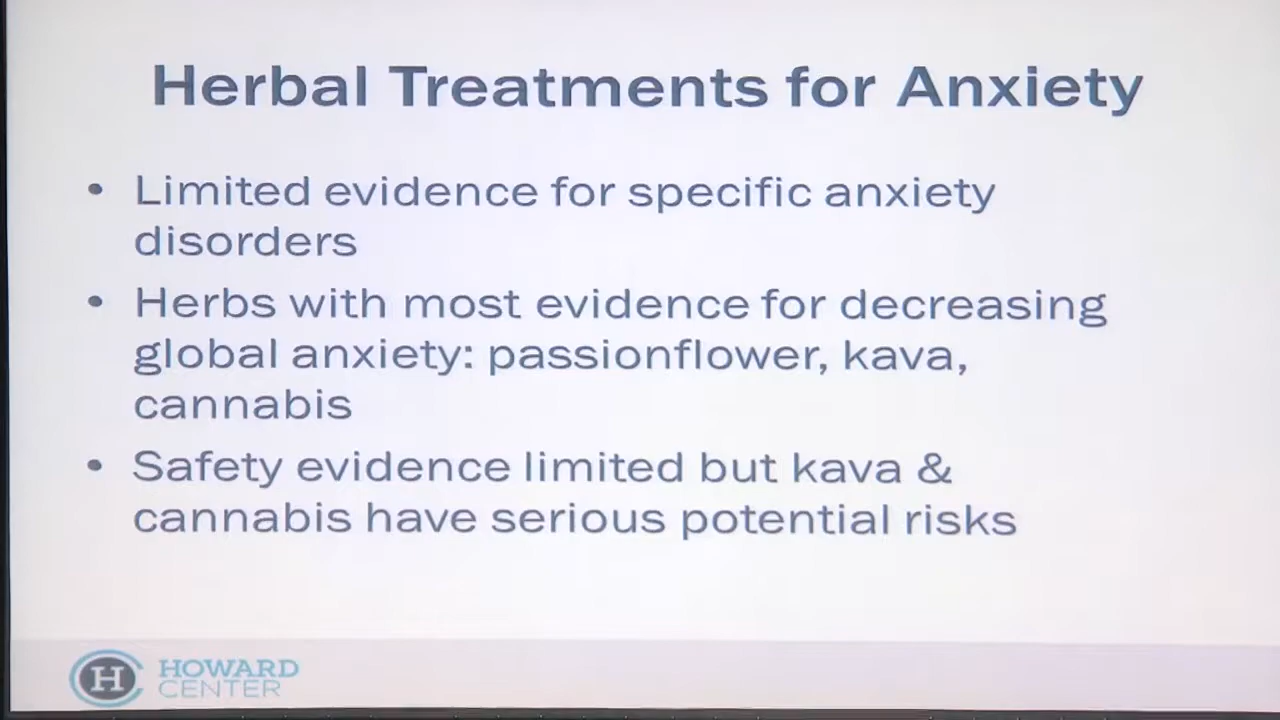 Herbal Treatments for Anxiety
• Limited evidence for specific anxiety
disorders
• Herbs with most evidence for decreasing
global anxiety: passionflower, kava,
cannabis
• Safety evidence limited but kava &
cannabis have serious potential risks
H HOWARD
CENTER